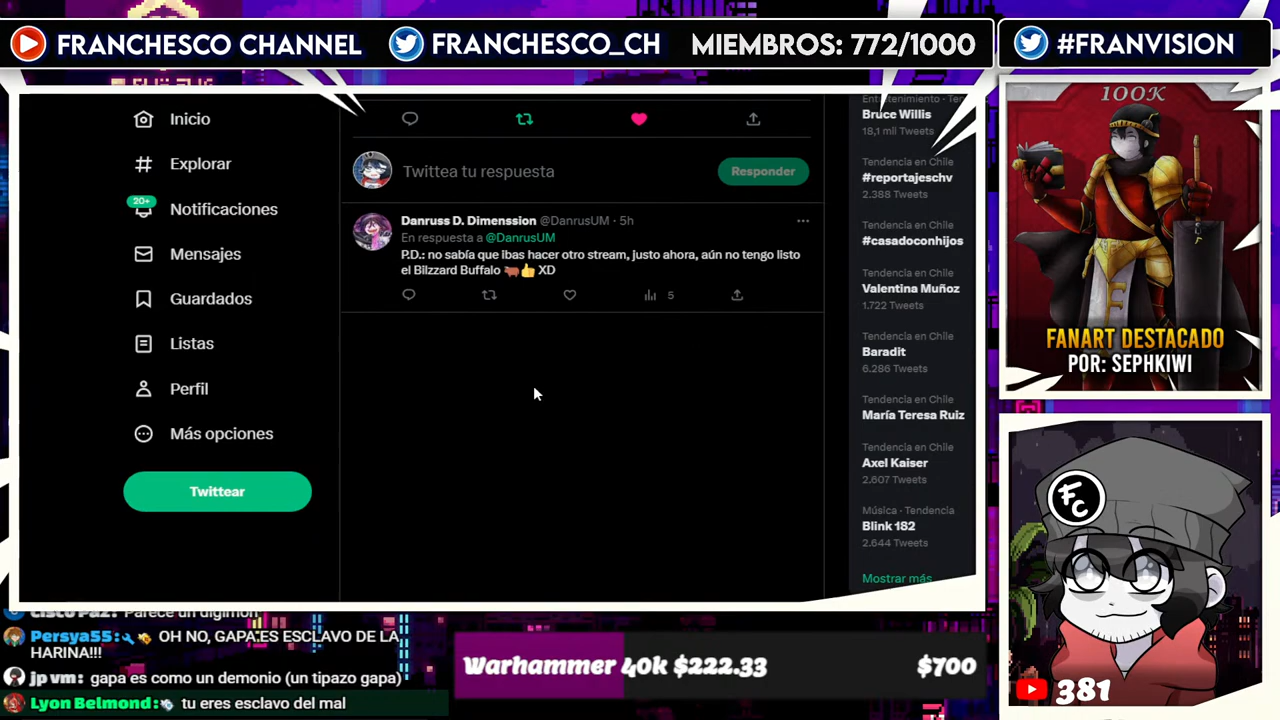 FRANCHESCO CHANNEL
FRANCHESCO_CH
MIEMBROS: 772/1000
#FRANVISION
Inicio
Explorar
20+
Notificaciones
Mensajes
Guardados
Listas
Perfil
Más opciones
Twittear
Twittea tu respuesta
Responder
Danruss D. Dimenssion @DanrusUM · 5h
En respuesta a @DanrusUM
P.D.: no sabía que ibas hacer otro stream, justo ahora, aún no tengo listo
el Bilzzard Buffalo 🐃👍 XD
5
Entretenimiento · Te
Bruce Willis
18,1 mil Tweets
Tendencia en Chile
#reportajeschv
2.388 Tweets
Tendencia en Chile
#casadoconhijos
Tendencia en Chile
Valentina Muñoz
1.722 Tweets
Tendencia en Chile
Baradit
6.286 Tweets
Tendencia en Chile
María Teresa Ruiz
Tendencia en Chile
Axel Kaiser
2.607 Tweets
Música · Tendencia
Blink 182
2.644 Tweets
Mostrar más
100K
F
FANART DESTACADO
POR: SEPHKIWI
FC
381
Cisco Paz: Parece un digimon
Persya55: OH NO, GAPA ES ESCLAVO DE LA
HARINA!!!
jp vm: gapa es como un demonio (un tipazo gapa)
Lyon Belmond: tu eres esclavo del mal
Warhammer 40k $222.33
$700